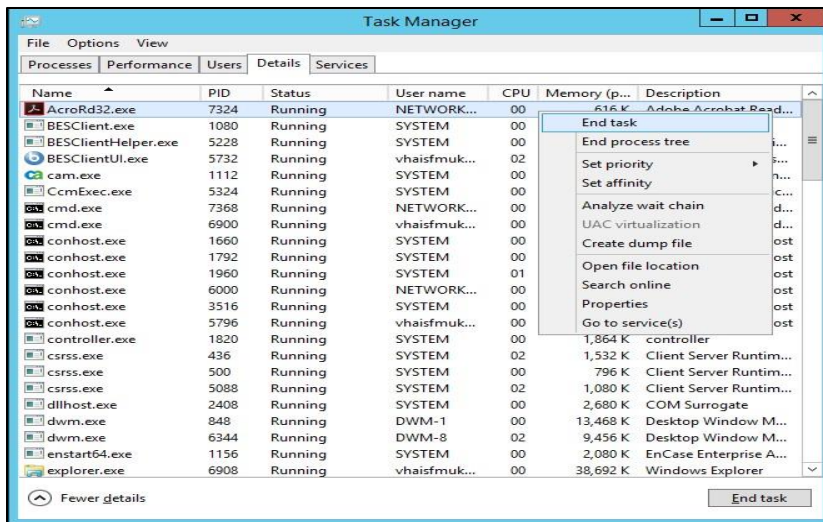 Task Manager
File Options View
Processes Performance Users Details Services
Name PID Status User name CPU Memory (p... Description
AcroRd32.exe 7324 Running NETWORK... 00 616 K Adobe Acrobat Read...
BESClient.exe 1080 Running SYSTEM 00
BESClientHelper.exe 5228 Running SYSTEM 00
BESClientUI.exe 5732 Running vhaisfmuk... 02
cam.exe 1112 Running SYSTEM 00
CcmExec.exe 5324 Running SYSTEM 00
cmd.exe 7368 Running NETWORK... 00
cmd.exe 6900 Running vhaisfmuk... 00
conhost.exe 1660 Running SYSTEM 00 ost
conhost.exe 1792 Running SYSTEM 00 ost
conhost.exe 1960 Running SYSTEM 01 ost
conhost.exe 6000 Running NETWORK... 00 ost
conhost.exe 3516 Running SYSTEM 00 ost
conhost.exe 5796 Running vhaisfmuk... 00 ost
controller.exe 1820 Running SYSTEM 00 1,864 K controller
csrss.exe 436 Running SYSTEM 02 1,532 K Client Server Runtim...
csrss.exe 500 Running SYSTEM 00 796 K Client Server Runtim...
csrss.exe 5088 Running SYSTEM 02 1,080 K Client Server Runtim...
dllhost.exe 2408 Running SYSTEM 00 2,680 K COM Surrogate
dwm.exe 848 Running DWM-1 00 13,468 K Desktop Window M...
dwm.exe 6344 Running DWM-8 02 9,456 K Desktop Window M...
enstart64.exe 1156 Running SYSTEM 00 2,080 K EnCase Enterprise A...
explorer.exe 6908 Running vhaisfmuk... 00 38,692 K Windows Explorer
End task
End process tree
Set priority
Set affinity
Analyze wait chain
UAC virtualization
Create dump file
Open file location
Search online
Properties
Go to service(s)
Fewer details
End task